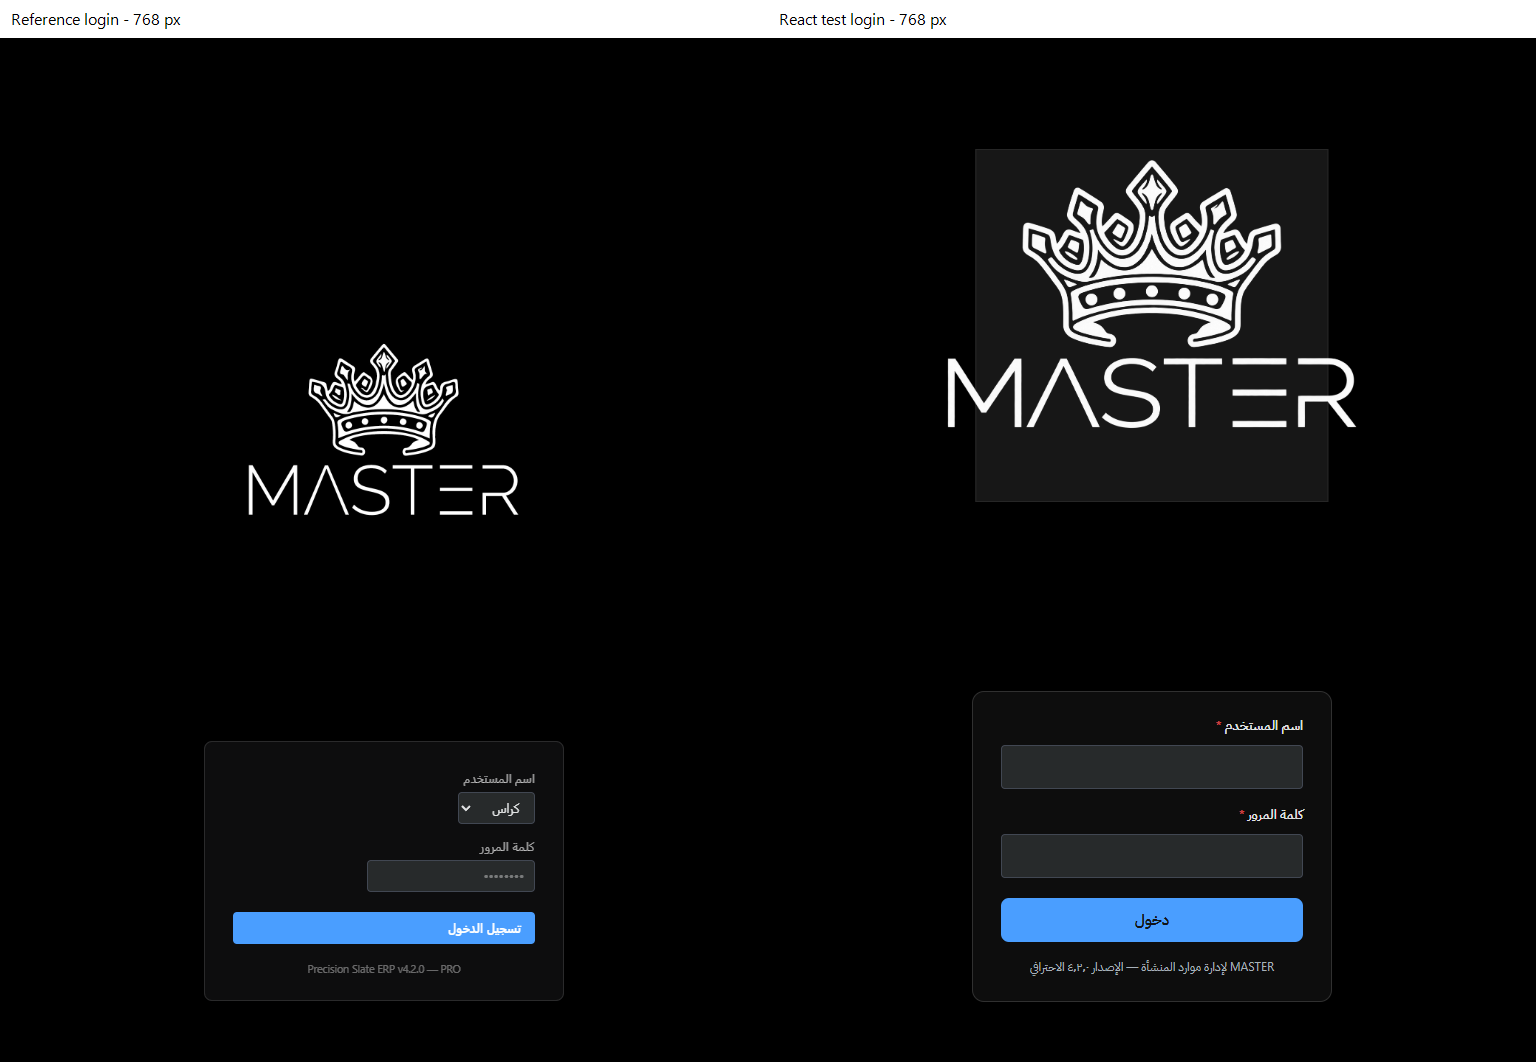 Reference login - 768 px
React test login - 768 px
MASTER
اسم المستخدم
كراس
كلمة المرور
••••••••
تسجيل الدخول
Precision Slate ERP v4.2.0 — PRO
MASTER
اسم المستخدم *
كلمة المرور *
دخول
MASTER لإدارة موارد المنشأة — الإصدار ٤,٢,٠ الاحترافي